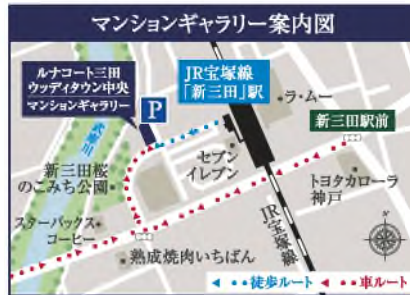 マンションギャラリー案内図
ルナコート三田
ウッディタウン中央
マンションギャラリー
P
JR宝塚線
「新三田」駅
ラ・ムー
新三田駅前
武庫川
新三田桜
のこみち公園
セブン
イレブン
トヨタカローラ
神戸
スターバックス
コーヒー
JR宝塚線
熟成焼肉いちばん
徒歩ルート
車ルート